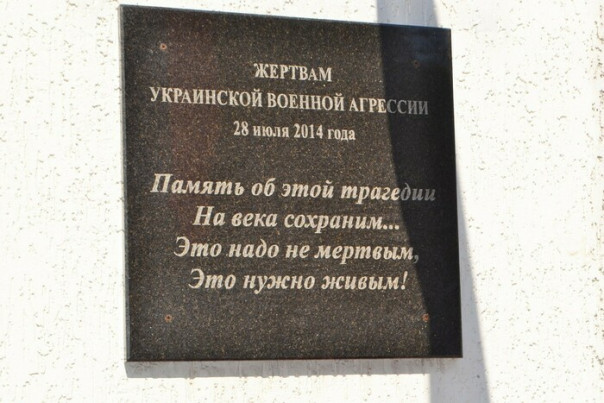 ЖЕРТВАМ
УКРАИНСКОЙ ВОЕННОЙ АГРЕССИИ
28 июля 2014 года
Память об этой трагедии
На века сохраним...
Это надо не мертвым,
Это нужно живым!